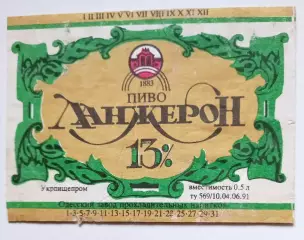 I II III IV V VI VII VIII IX X XI XII
1913
ПИВО
ЛАНЖЕРОН
13%
Укрпищепром
вместимость 0.5 л
ту 569/10.04.06.91
Одесский завод прохладительных напитков
1-3-5-7-9-11-13-15-17-19-21-22-25-27-29-31